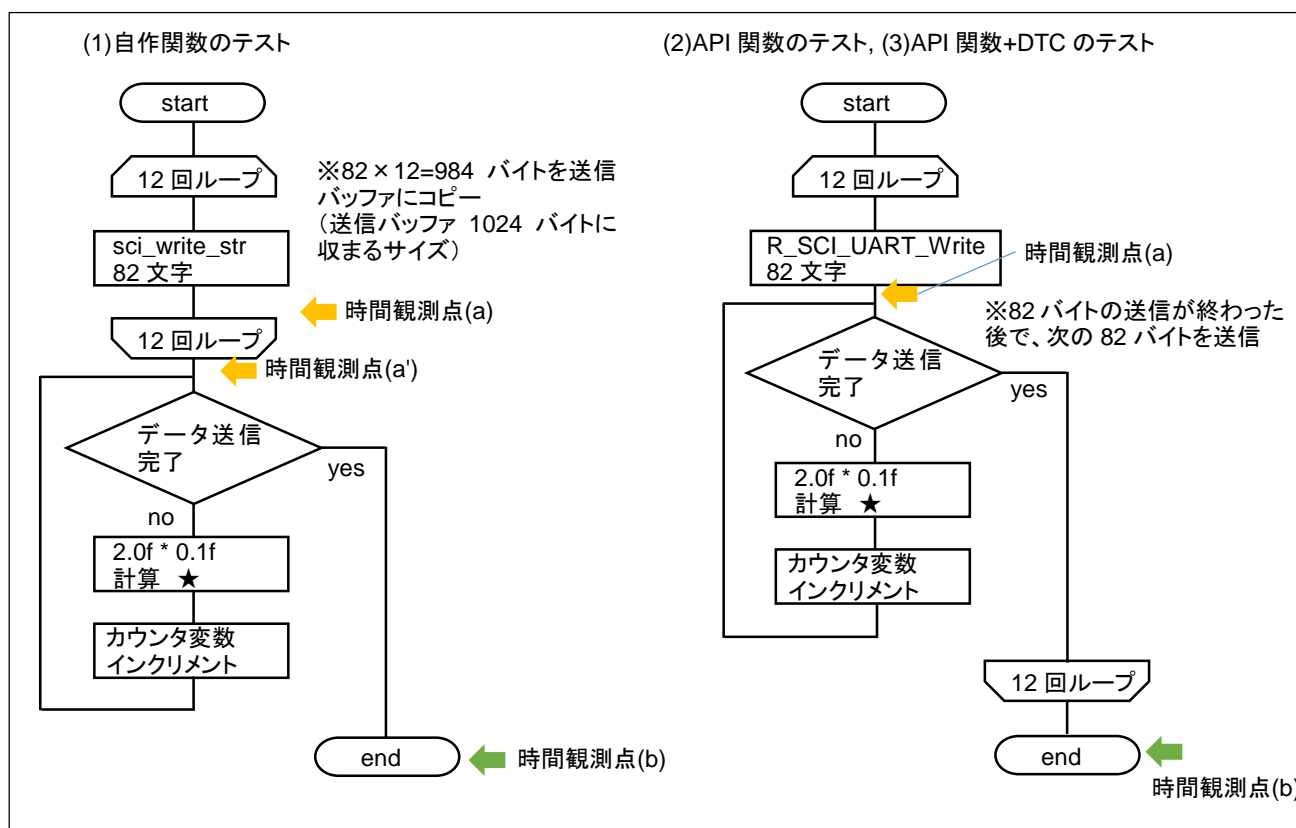 (1)自作関数のテスト
start
12 回ループ
※82×12=984 バイトを送信
バッファにコピー
（送信バッファ 1024 バイトに
収まるサイズ）
sci_write_str
82 文字
時間観測点(a)
12 回ループ
時間観測点(a')
データ送信
完了
yes
no
2.0f * 0.1f
計算 ★
カウンタ変数
インクリメント
end
時間観測点(b)
(2)API 関数のテスト, (3)API 関数+DTC のテスト
start
12 回ループ
R_SCI_UART_Write
82 文字
時間観測点(a)
※82 バイトの送信が終わった
後で、次の 82 バイトを送信
データ送信
完了
yes
no
2.0f * 0.1f
計算 ★
カウンタ変数
インクリメント
12 回ループ
end
時間観測点(b)